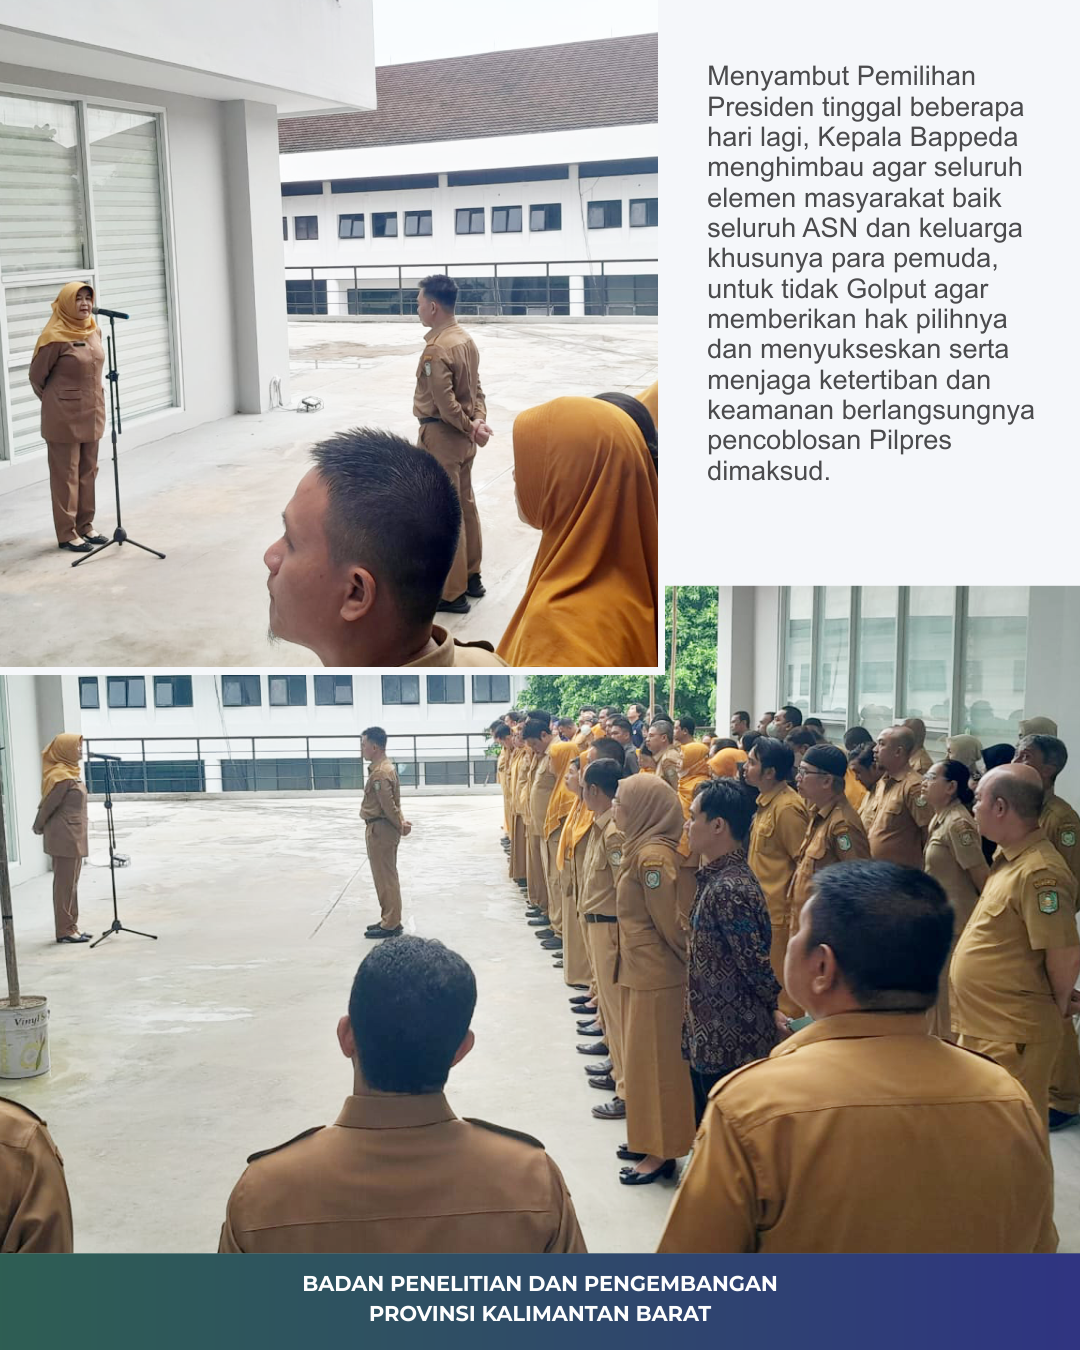 Menyambut Pemilihan
Presiden tinggal beberapa
hari lagi, Kepala Bappeda
menghimbau agar seluruh
elemen masyarakat baik
seluruh ASN dan keluarga
khusunya para pemuda,
untuk tidak Golput agar
memberikan hak pilihnya
dan menyukseskan serta
menjaga ketertiban dan
keamanan berlangsungnya
pencoblosan Pilpres
dimaksud.
BADAN PENELITIAN DAN PENGEMBANGAN
PROVINSI KALIMANTAN BARAT